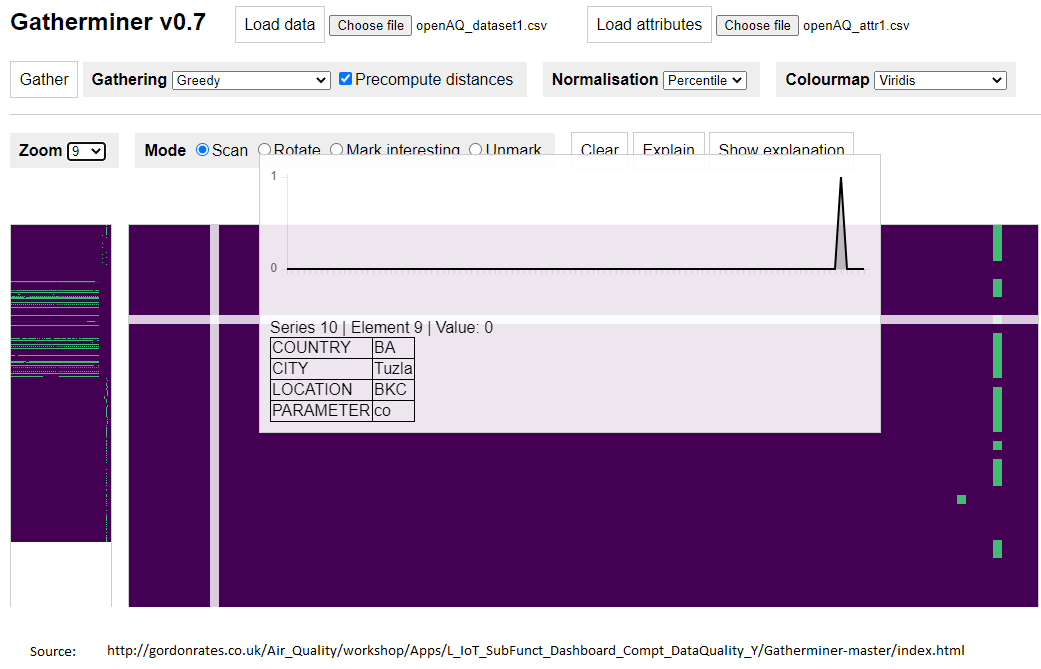 Gatherminer v0.7 Load data Choose file openAQ_dataset1.csv Load attributes Choose file openAQ_attr1.csv
Gather Gathering Greedy Precompute distances Normalisation Percentile Colourmap Viridis
Zoom 9 Mode Scan Rotate Mark interesting Unmark Clear Explain Show explanation
1
0
Series 10 | Element 9 | Value: 0
COUNTRY BA
CITY Tuzla
LOCATION BKC
PARAMETER co
Source: http://gordonrates.co.uk/Air_Quality/workshop/Apps/L_IoT_SubFunct_Dashboard_Compt_DataQuality_Y/Gatherminer-master/index.html